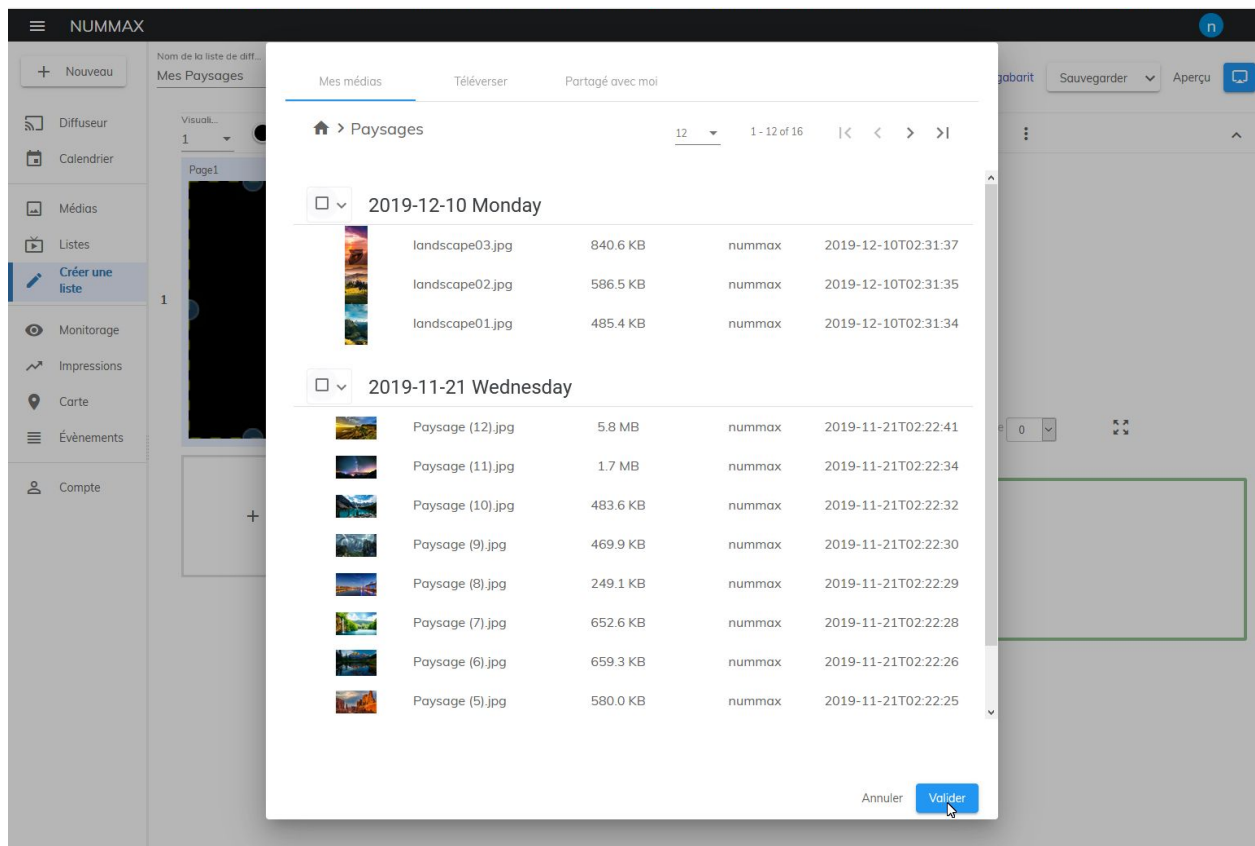 NUMMAX
n
Nouveau
Nom de la liste de diff...
Mes Paysages
gabarit
Sauvegarder
Aperçu
Diffuseur
Calendrier
Médias
Listes
Créer une
liste
Monitorage
Impressions
Carte
Évènements
Compte
Visuali...
1
Page1
1
+
e 0
Mes médias
Téléverser
Partagé avec moi
> Paysages
12
1 - 12 of 16
2019-12-10 Monday
landscape03.jpg 840.6 KB nummax 2019-12-10T02:31:37
landscape02.jpg 586.5 KB nummax 2019-12-10T02:31:35
landscape01.jpg 485.4 KB nummax 2019-12-10T02:31:34
2019-11-21 Wednesday
Paysage (12).jpg 5.8 MB nummax 2019-11-21T02:22:41
Paysage (11).jpg 1.7 MB nummax 2019-11-21T02:22:34
Paysage (10).jpg 483.6 KB nummax 2019-11-21T02:22:32
Paysage (9).jpg 469.9 KB nummax 2019-11-21T02:22:30
Paysage (8).jpg 249.1 KB nummax 2019-11-21T02:22:29
Paysage (7).jpg 652.6 KB nummax 2019-11-21T02:22:28
Paysage (6).jpg 659.3 KB nummax 2019-11-21T02:22:26
Paysage (5).jpg 580.0 KB nummax 2019-11-21T02:22:25
Annuler
Valider